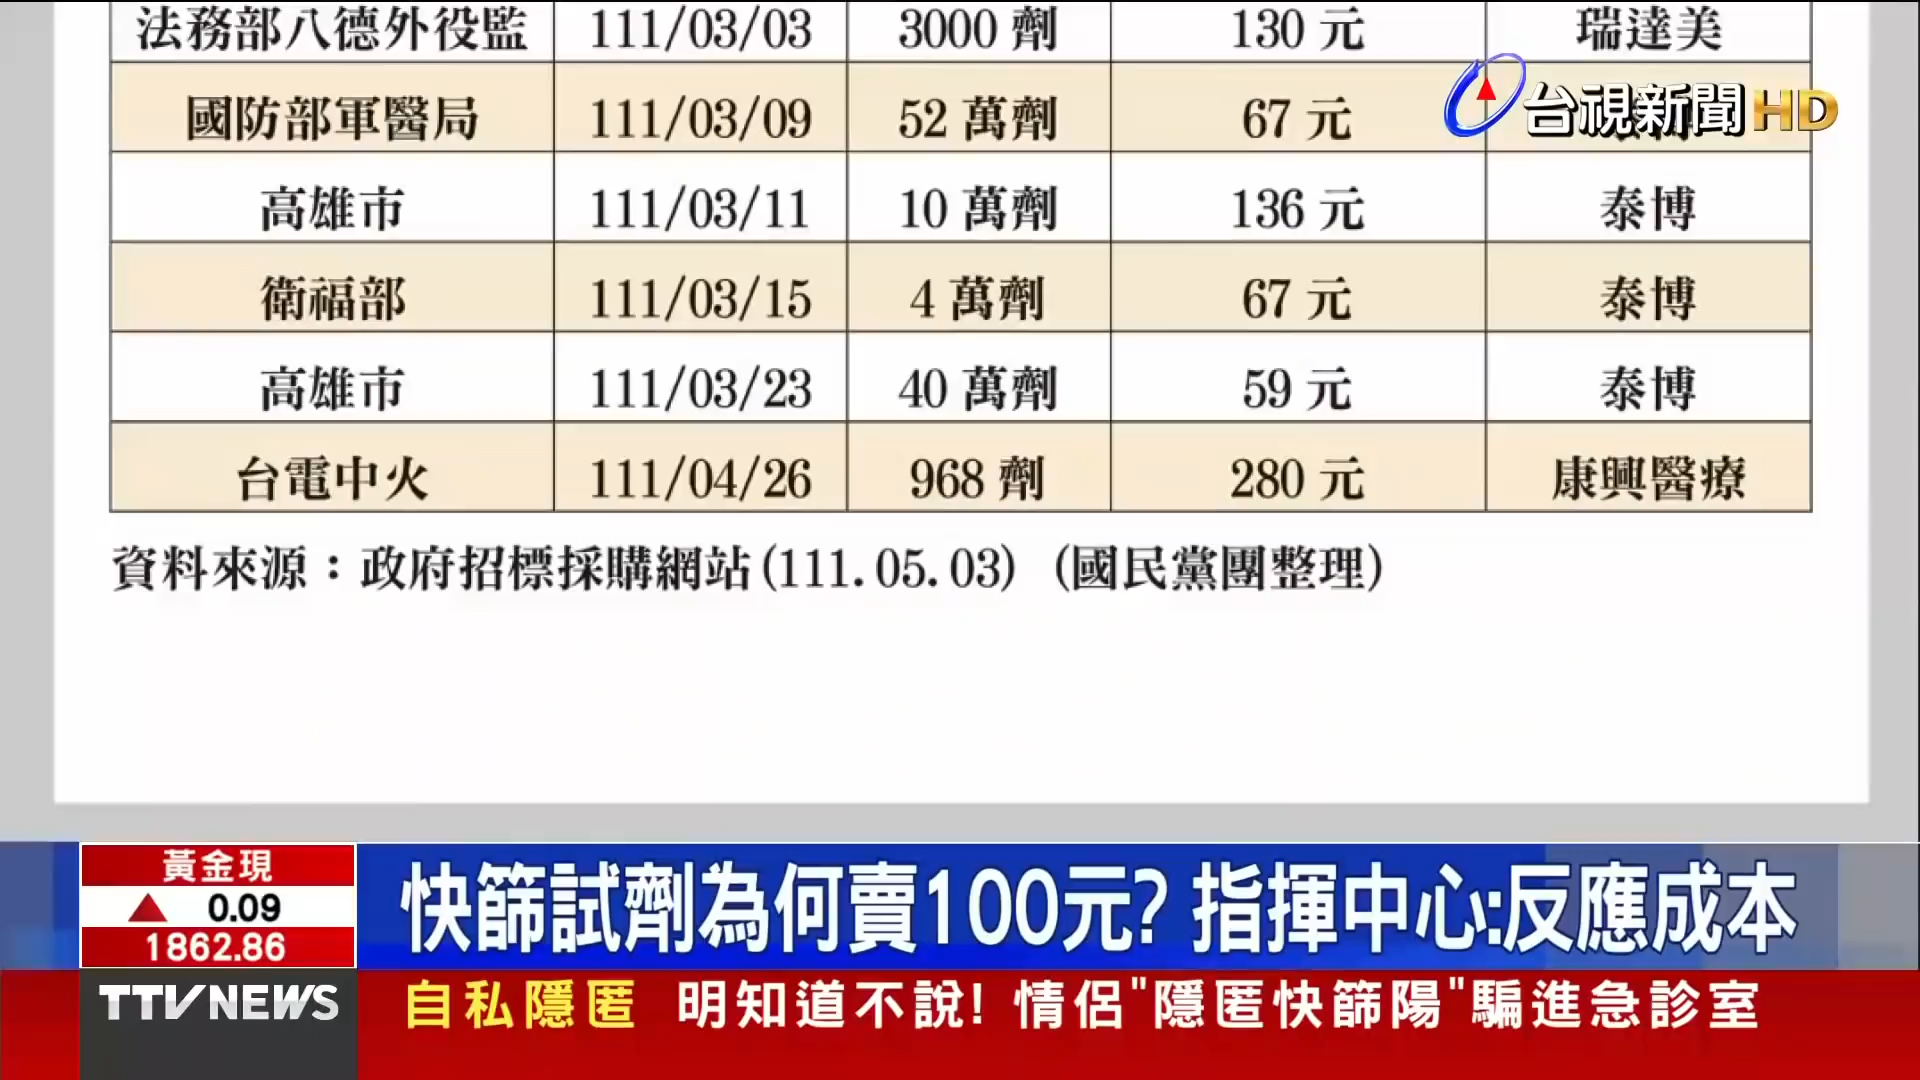 法務部八德外役監 111/03/03 3000 劑 130 元 瑞達美
國防部軍醫局 111/03/09 52 萬劑 67 元
台視新聞HD
高雄市 111/03/11 10 萬劑 136 元 泰博
衛福部 111/03/15 4 萬劑 67 元 泰博
高雄市 111/03/23 40 萬劑 59 元 泰博
台電中火 111/04/26 968 劑 280 元 康興醫療
資料來源：政府招標採購網站(111.05.03) (國民黨團整理)
黃金現
0.09
1862.86
快篩試劑為何賣100元? 指揮中心:反應成本
TTV NEWS
自私隱匿 明知道不說! 情侶"隱匿快篩陽"騙進急診室